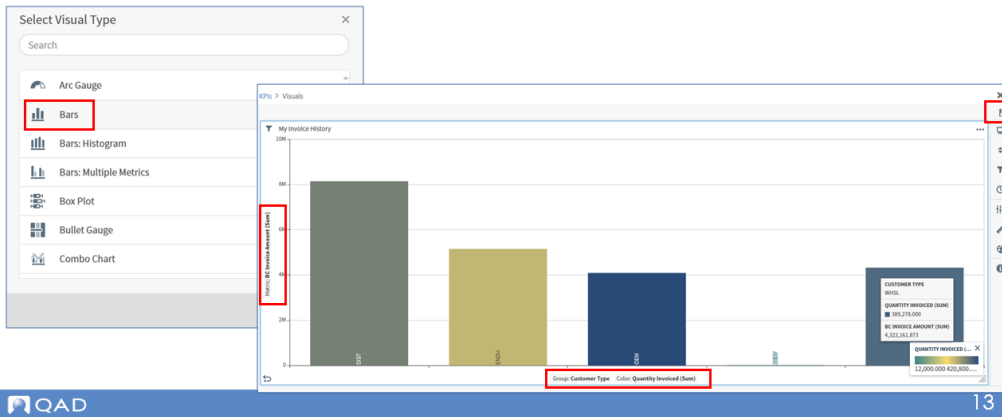 Select Visual Type
Search
Arc Gauge
Bars
Bars: Histogram
Bars: Multiple Metrics
Box Plot
Bullet Gauge
Combo Chart
KPIs > Visuals
My Invoice History
10M
8M
6M
4M
2M
0
Metric: BC Invoice Amount (Sum)
DIST
ENDU
OEM
CUSTOMER TYPE
WHSL
QUANTITY INVOICED (SUM)
389,278.000
BC INVOICE AMOUNT (SUM)
4,322,161.873
QUANTITY INVOICED (...
12,000.000 420,800....
Group: Customer Type Color: Quantity Invoiced (Sum)
QAD
13